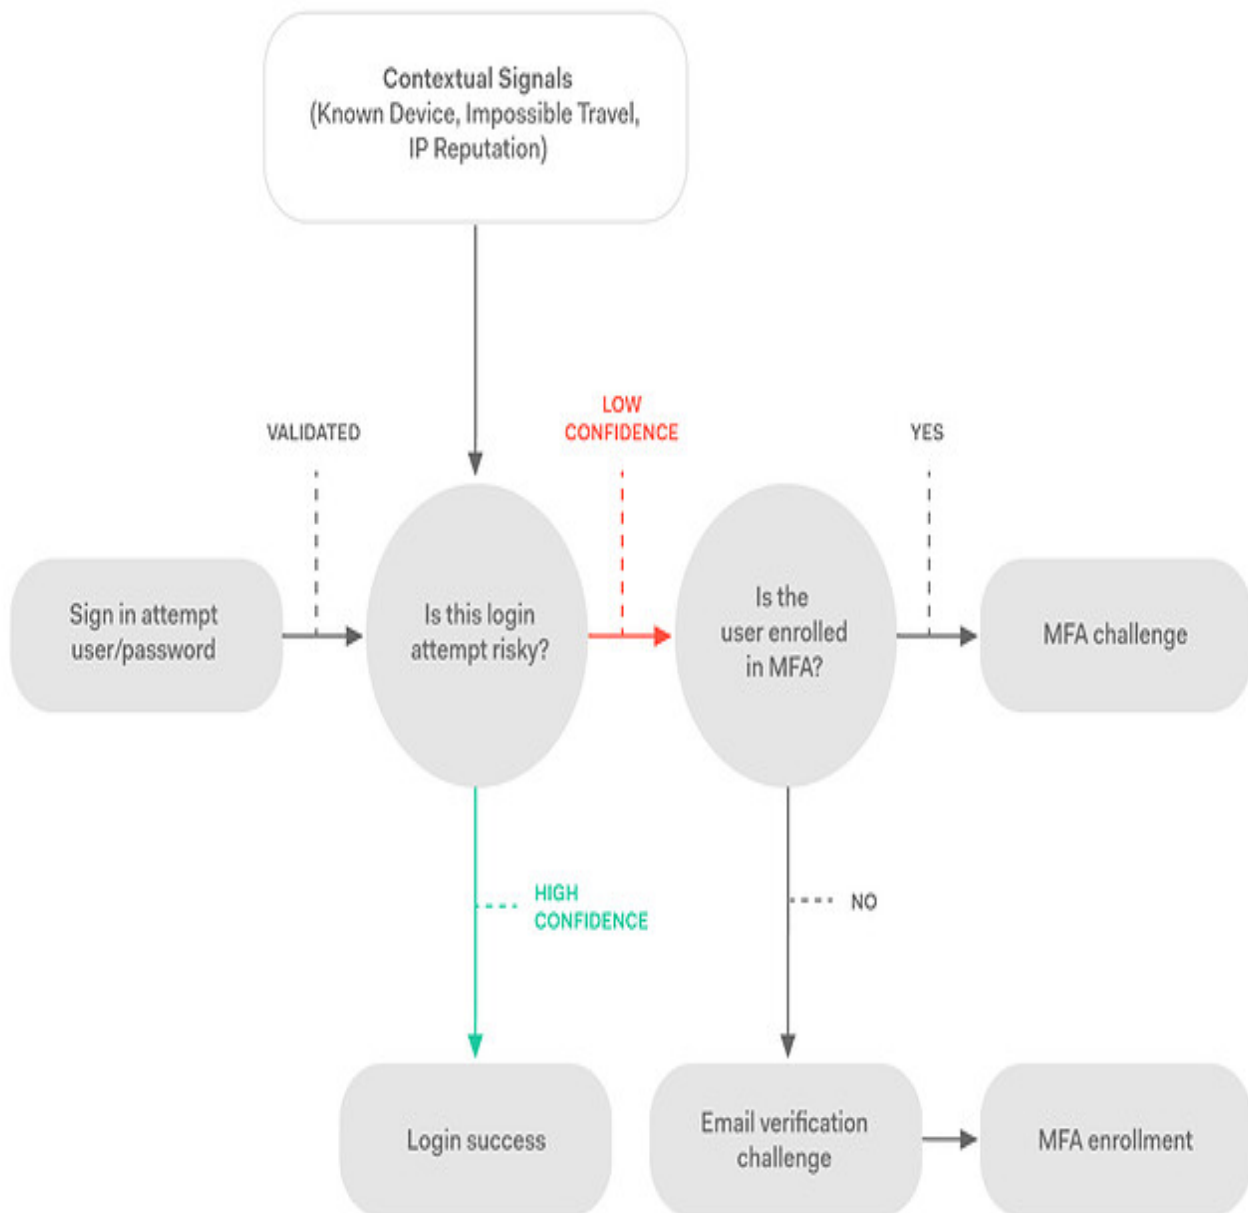 Contextual Signals
(Known Device, Impossible Travel,
IP Reputation)
LOW
CONFIDENCE
VALIDATED
YES
Sign in attempt
user/password
Is this login
attempt risky?
Is the
user enrolled
in MFA?
MFA challenge
HIGH
CONFIDENCE
NO
Login success
Email verification
challenge
MFA enrollment